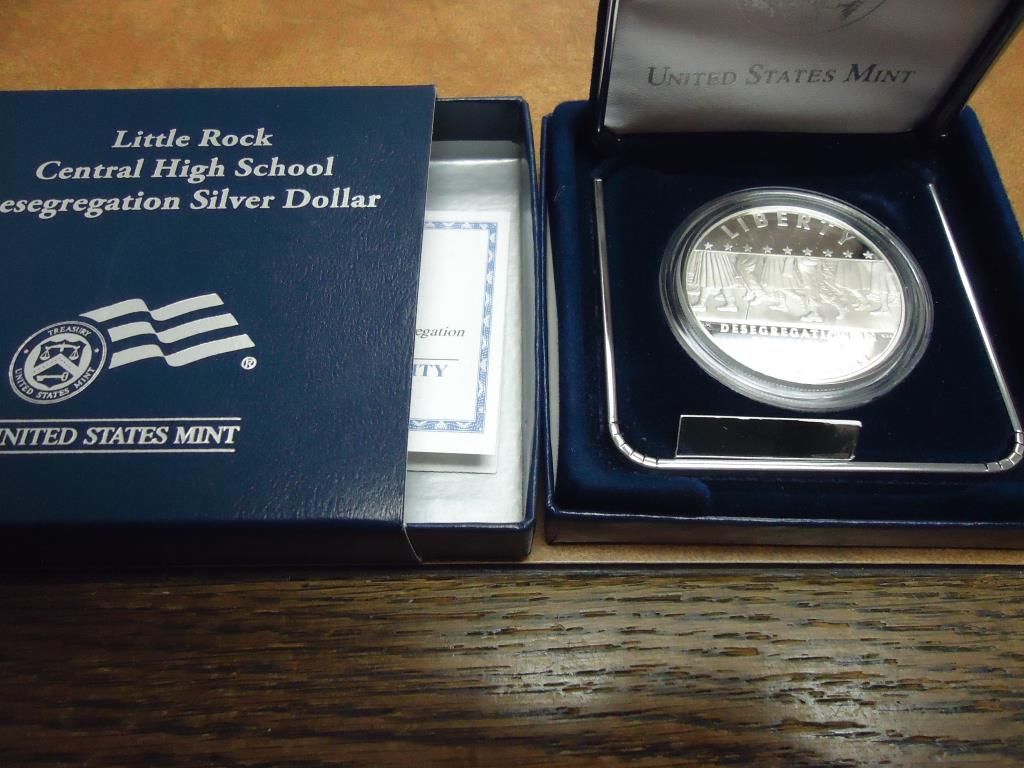 Little Rock
Central High School
esegregation Silver Dollar
TREASURY
UNITED STATES MINT
®
UNITED STATES MINT
egation
ITY
UNITED STATES MINT
LIBERTY
DESEGREGATION IN